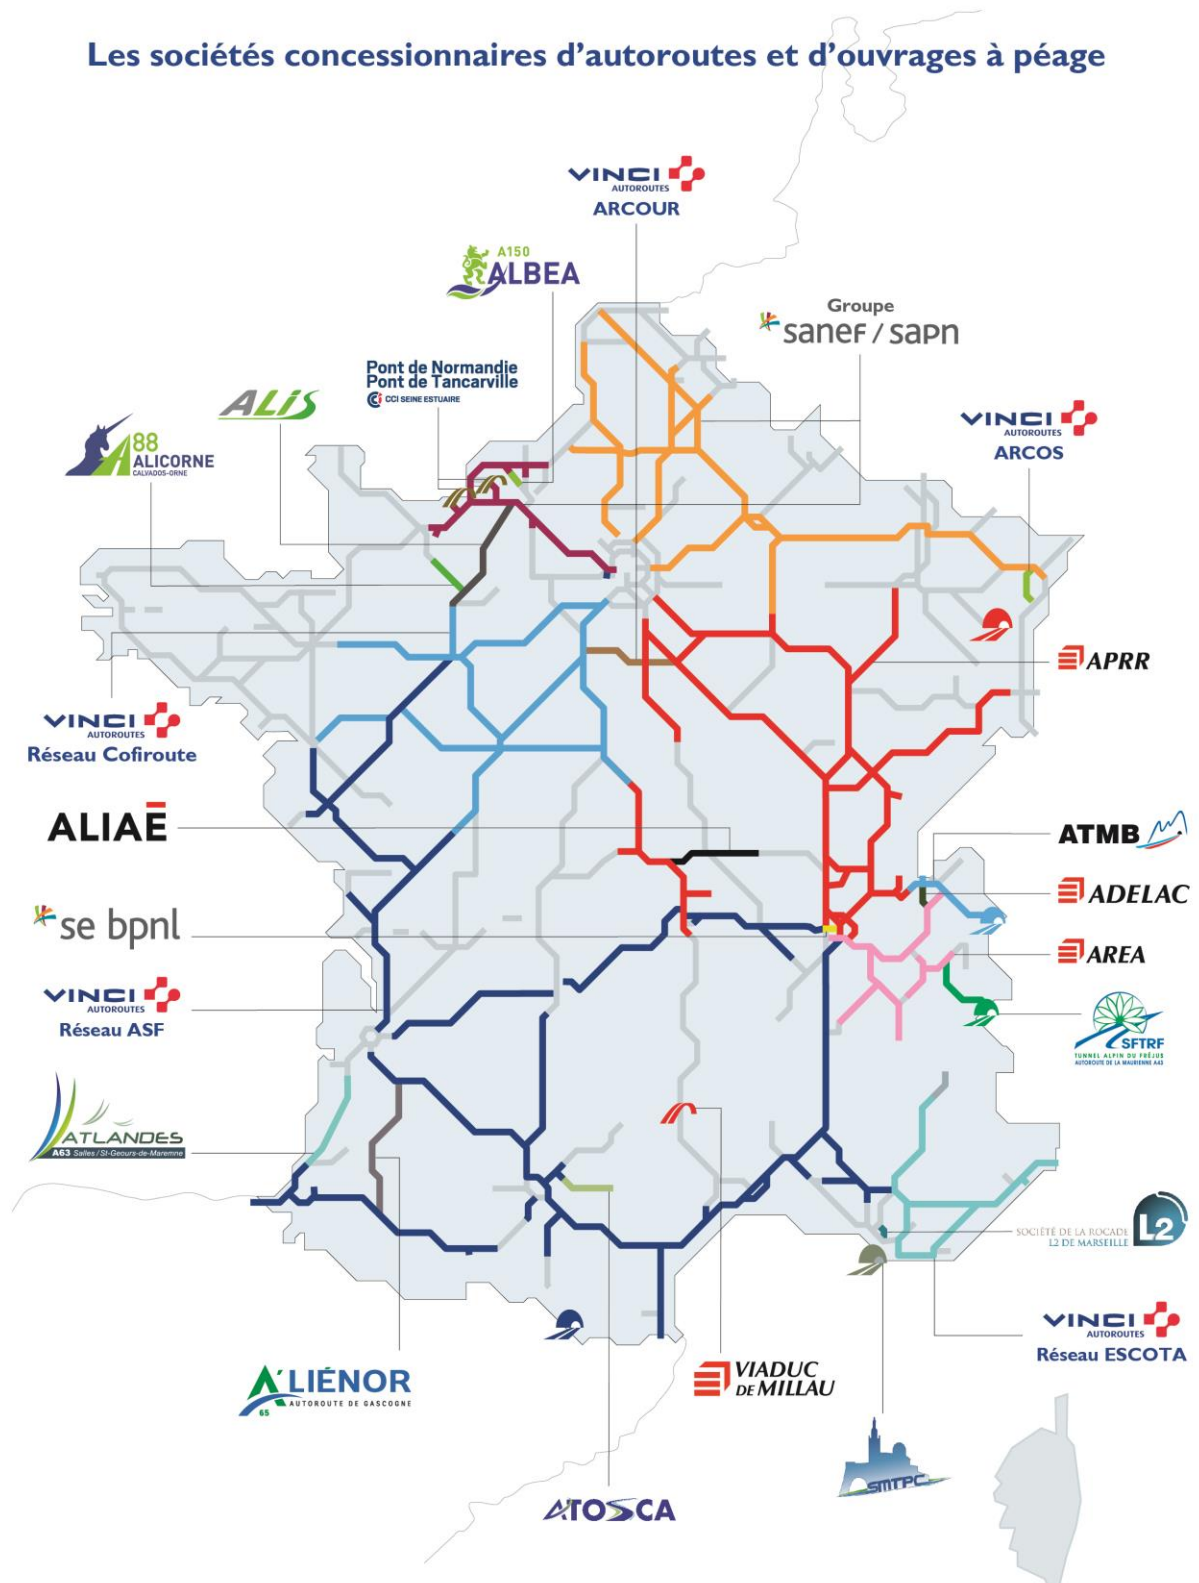 Les sociétés concessionnaires d'autoroutes et d'ouvrages à péage
VINCI
AUTOROUTES
ARCOUR
A150
ALBEA
Groupe
sanef / sapn
Pont de Normandie
Pont de Tancarville
CCI SEINE ESTUAIRE
ALiS
VINCI
AUTOROUTES
ARCOS
88
A
ALICORNE
CALVADOS-ORNE
APRR
VINCI
AUTOROUTES
Réseau Cofiroute
ALIAE
ATMB
ADELAC
se bpnl
AREA
VINCI
AUTOROUTES
Réseau ASF
SFTRF
TUNNEL ALPIN DU FRÉJUS
AUTOROUTE DE LA MAURIENNE A43
ATLANDES
A63 Salles / St-Geours-de-Maremne
SOCIÉTÉ DE LA ROCADE
L2 DE MARSEILLE
L2
VINCI
AUTOROUTES
Réseau ESCOTA
A'LIÉNOR
AUTOROUTE DE GASCOGNE
65
VIADUC
DE MILLAU
SMTPC
ATOSCA